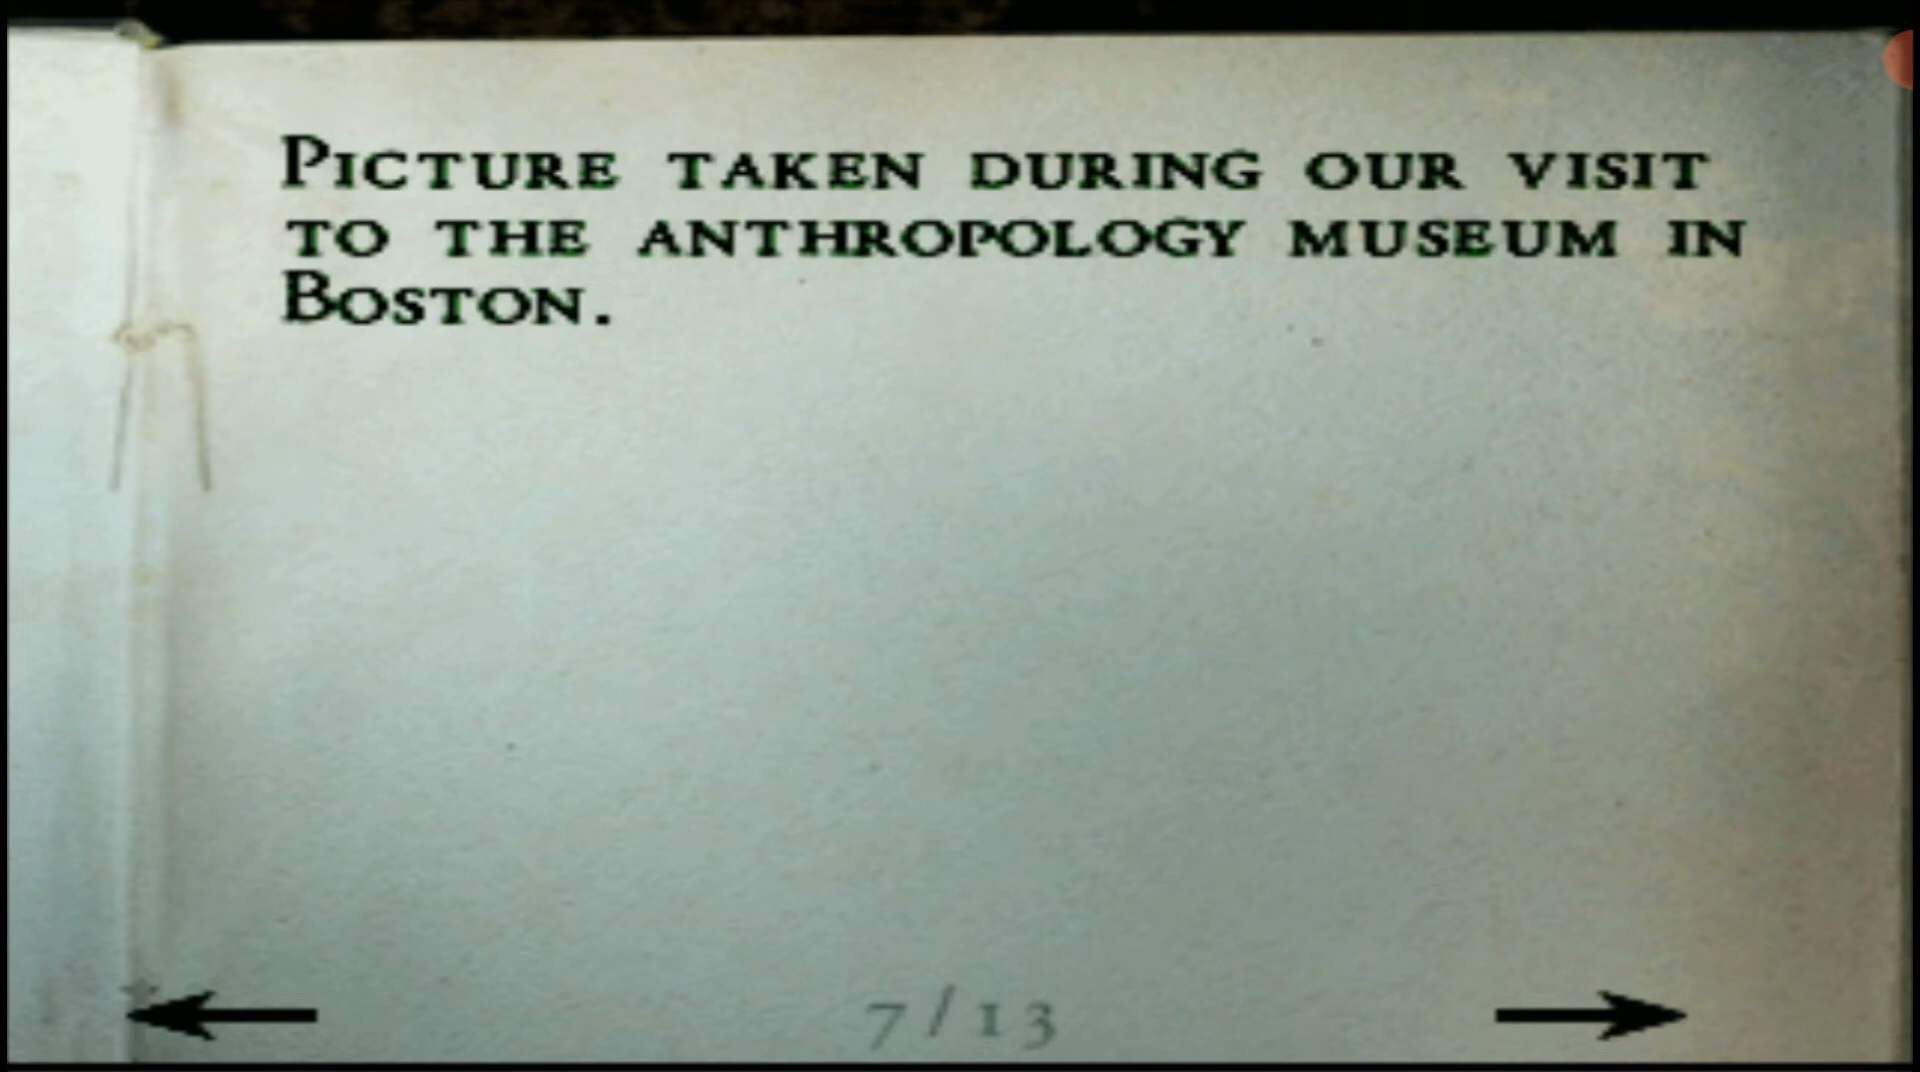 Picture taken during our visit
to the anthropology museum in
Boston.
7/13